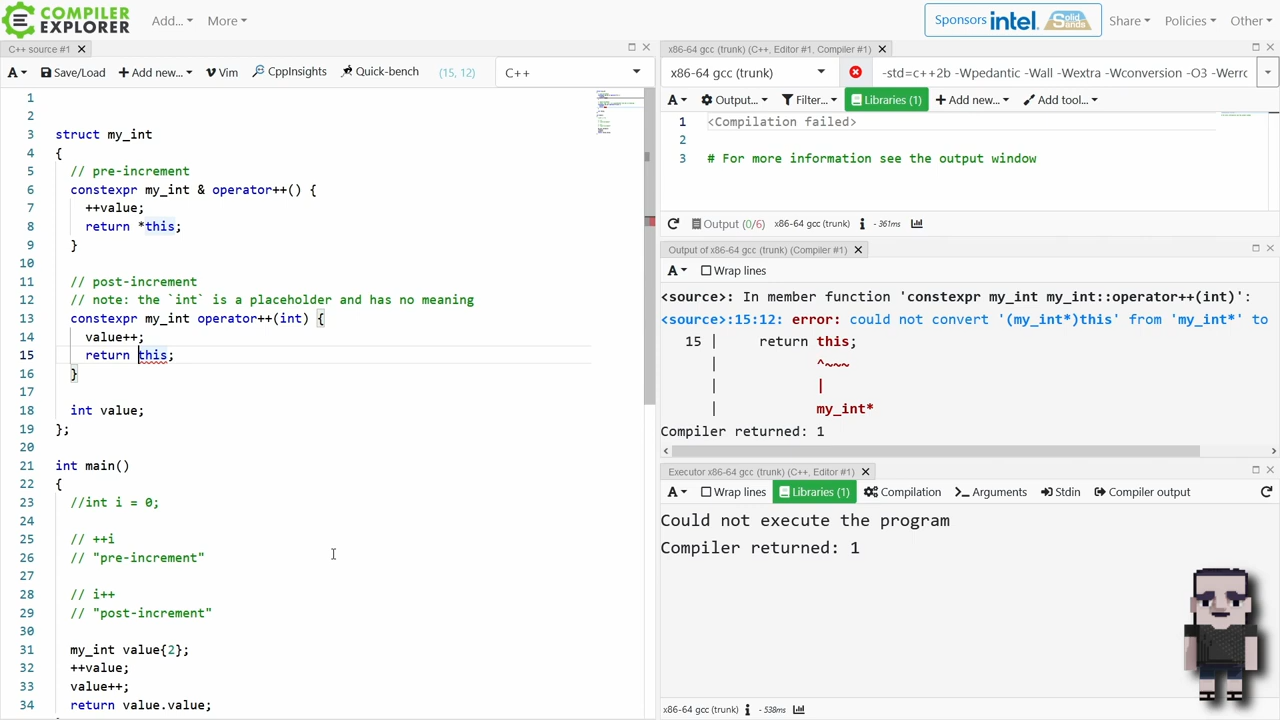 COMPILER EXPLORER Add... More Sponsors intel. Solid Sands Share Policies Other
C++ source #1
A Save/Load Add new... Vim CppInsights Quick-bench (15, 12) C++
1
2
3 struct my_int
4 {
5 // pre-increment
6 constexpr my_int & operator++() {
7 ++value;
8 return *this;
9 }
10
11 // post-increment
12 // note: the `int` is a placeholder and has no meaning
13 constexpr my_int operator++(int) {
14 value++;
15 return this;
16 }
17
18 int value;
19 };
20
21 int main()
22 {
23 //int i = 0;
24
25 // ++i
26 // "pre-increment"
27
28 // i++
29 // "post-increment"
30
31 my_int value{2};
32 ++value;
33 value++;
34 return value.value;
x86-64 gcc (trunk) (C++, Editor #1, Compiler #1)
x86-64 gcc (trunk) -std=c++2b -Wpedantic -Wall -Wextra -Wconversion -O3 -Werro
A Output... Filter... Libraries (1) Add new... Add tool...
1 <Compilation failed>
2
3 # For more information see the output window
Output (0/6) x86-64 gcc (trunk) i - 361ms
Output of x86-64 gcc (trunk) (Compiler #1)
A Wrap lines
<source>: In member function 'constexpr my_int my_int::operator++(int)':
<source>:15:12: error: could not convert '(my_int*)this' from 'my_int*' to
15 | return this;
| ^~~~
| |
| my_int*
Compiler returned: 1
Executor x86-64 gcc (trunk) (C++, Editor #1)
A Wrap lines Libraries (1) Compilation Arguments Stdin Compiler output
Could not execute the program
Compiler returned: 1
x86-64 gcc (trunk) i - 538ms